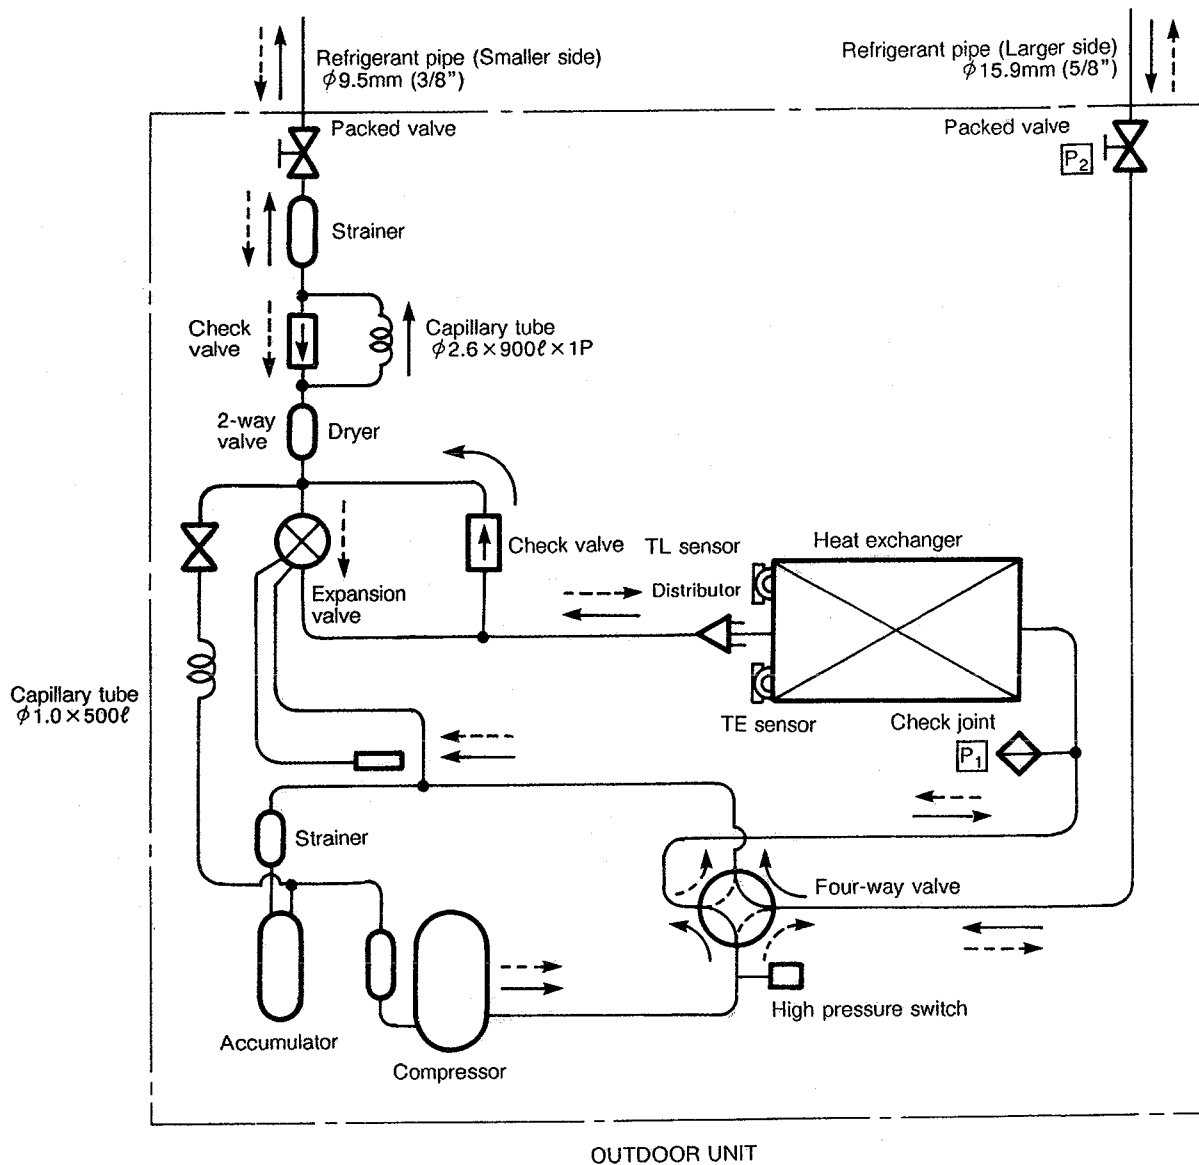 Refrigerant pipe (Smaller side)
ϕ9.5mm (3/8")
Refrigerant pipe (Larger side)
ϕ15.9mm (5/8")
Packed valve
Packed valve
P2
Strainer
Check
valve
Capillary tube
ϕ2.6×900ℓ×1P
2-way
valve
Dryer
Check valve
TL sensor
Heat exchanger
Expansion
valve
Distributor
Capillary tube
ϕ1.0×500ℓ
TE sensor
Check joint
P1
Strainer
Four-way valve
High pressure switch
Accumulator
Compressor
OUTDOOR UNIT